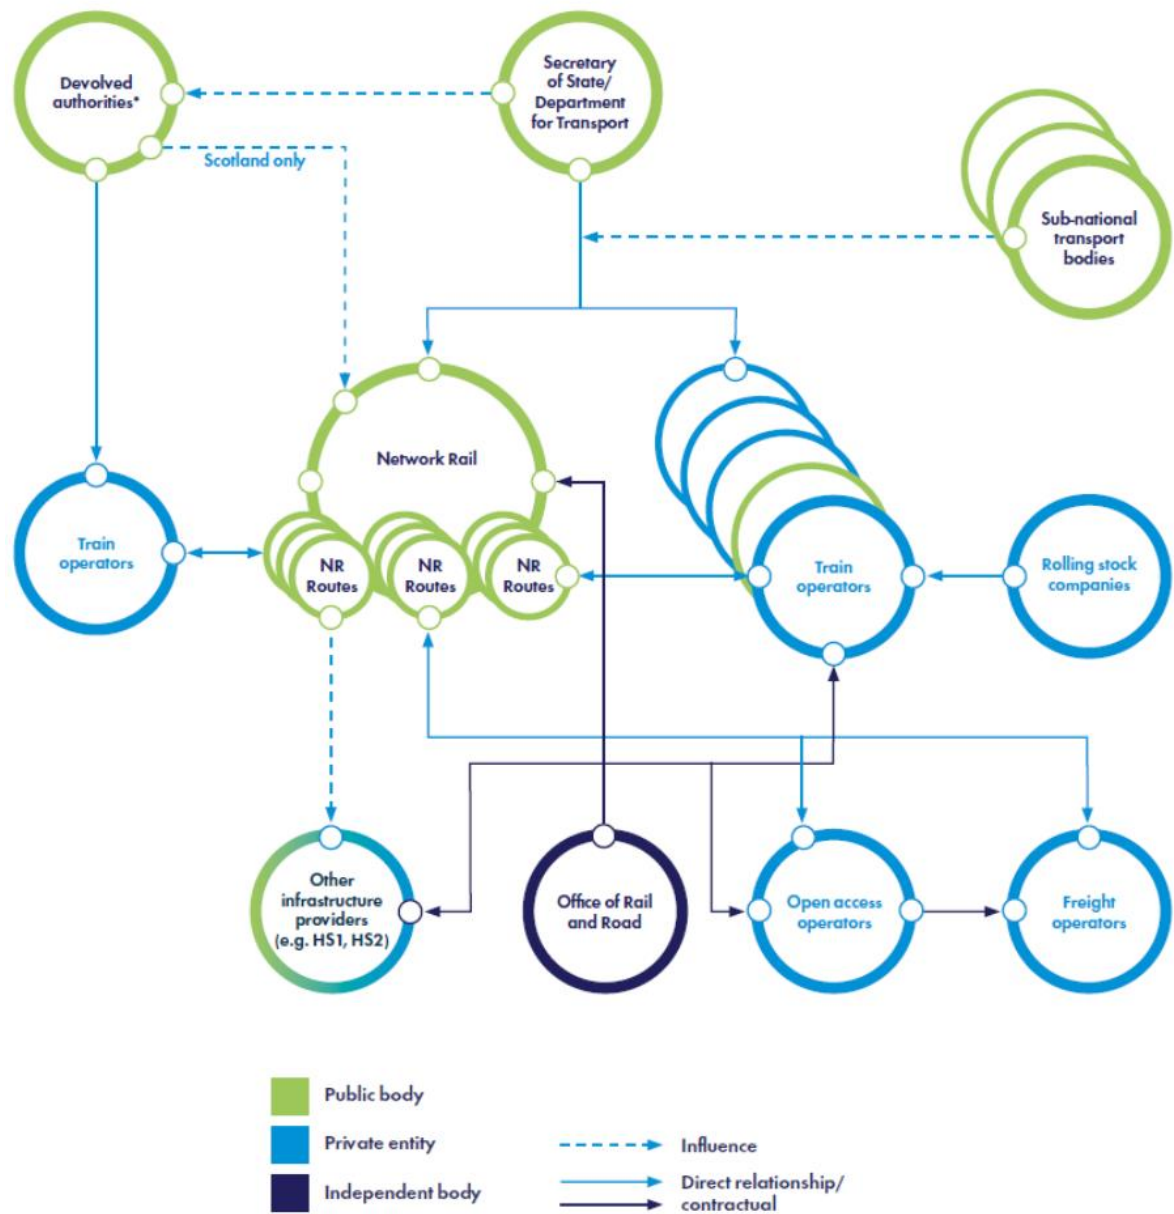 Devolved
authorities*
Secretary
of State/
Department
for Transport
Scotland only
Sub-national
transport
bodies
Network Rail
Train
operators
NR
Routes
NR
Routes
NR
Routes
Train
operators
Rolling stock
companies
Other
infrastructure
providers
(e.g. HS1, HS2)
Office of Rail
and Road
Open access
operators
Freight
operators
Public body
Private entity
Independent body
Influence
Direct relationship/
contractual